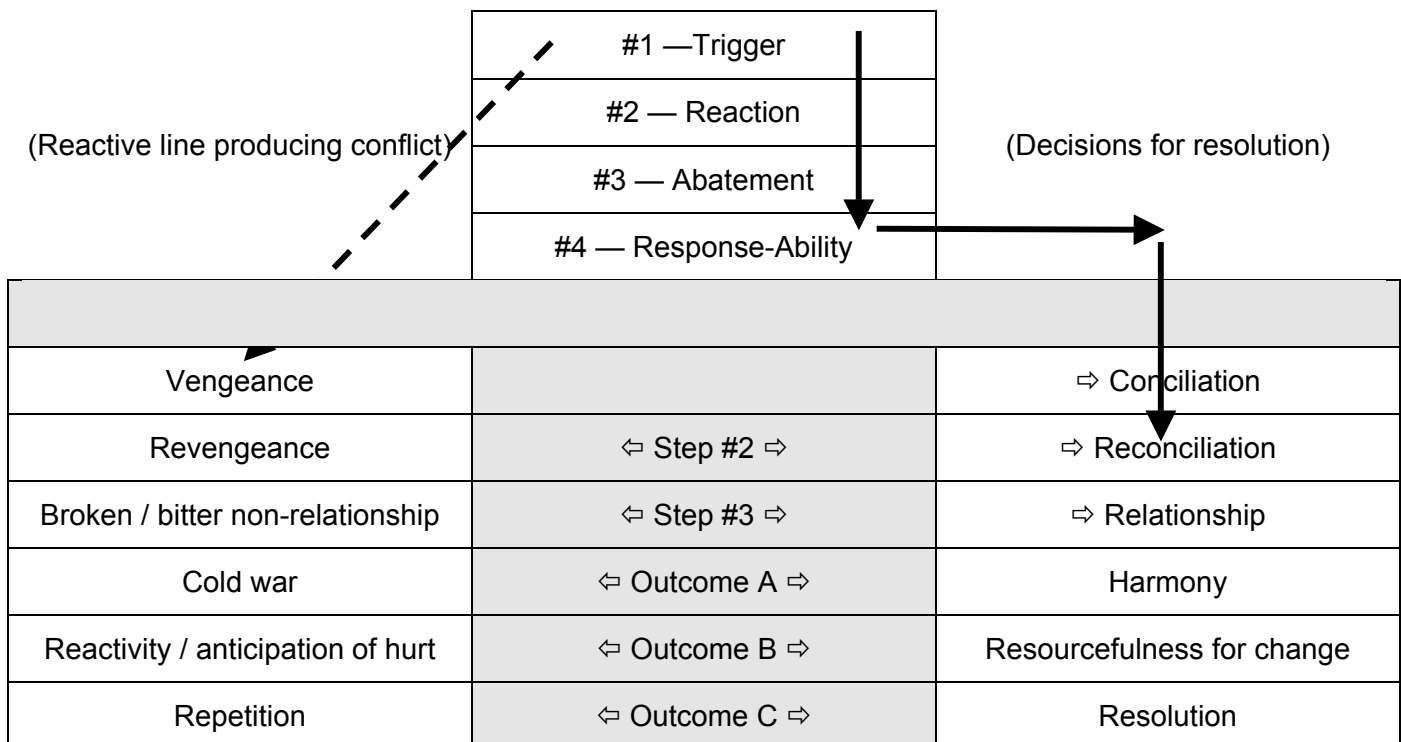 #1 —Trigger
#2 — Reaction
(Reactive line producing conflict)
(Decisions for resolution)
#3 — Abatement
#4 — Response-Ability
Vengeance
⇨ Conciliation
Revengeance
⇦ Step #2 ⇨
⇨ Reconciliation
Broken / bitter non-relationship
⇦ Step #3 ⇨
⇨ Relationship
Cold war
⇦ Outcome A ⇨
Harmony
Reactivity / anticipation of hurt
⇦ Outcome B ⇨
Resourcefulness for change
Repetition
⇦ Outcome C ⇨
Resolution